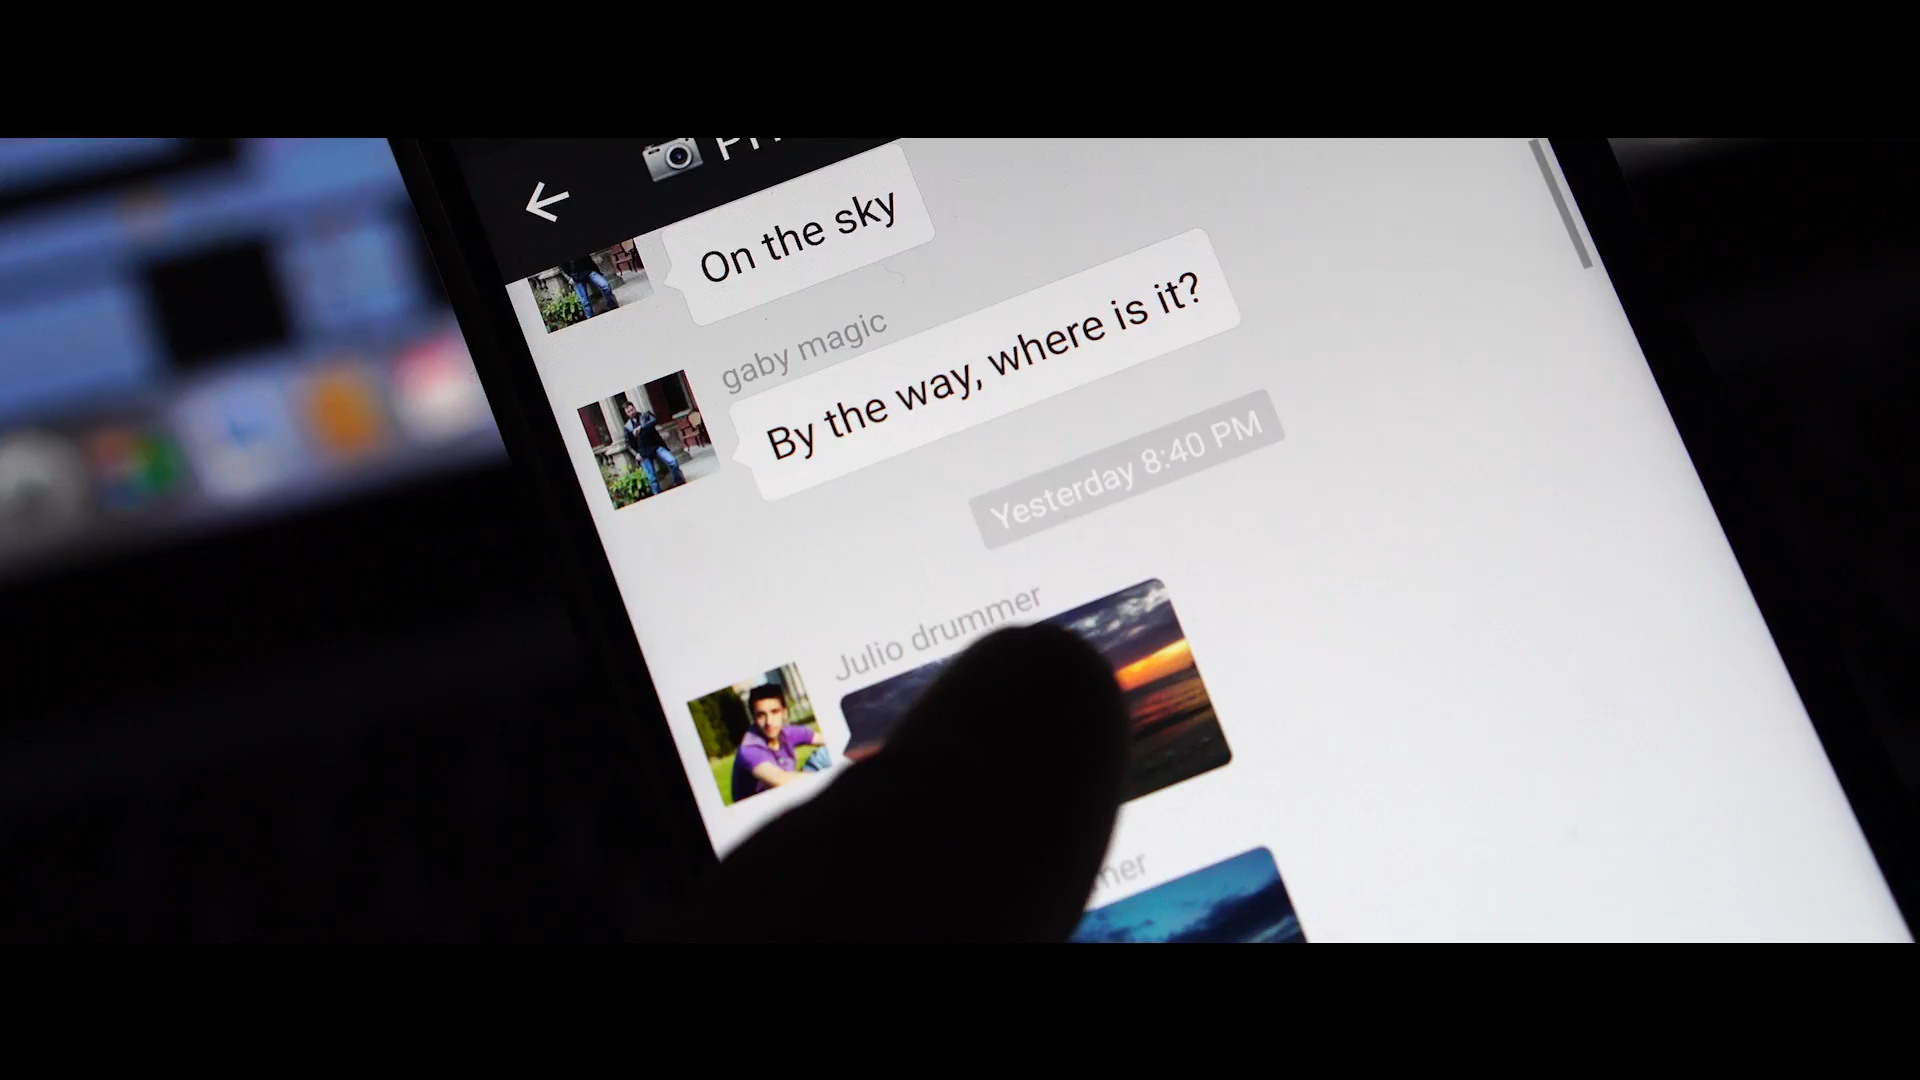 On the sky
gaby magic
By the way, where is it?
Yesterday 8:40 PM
Julio drummer